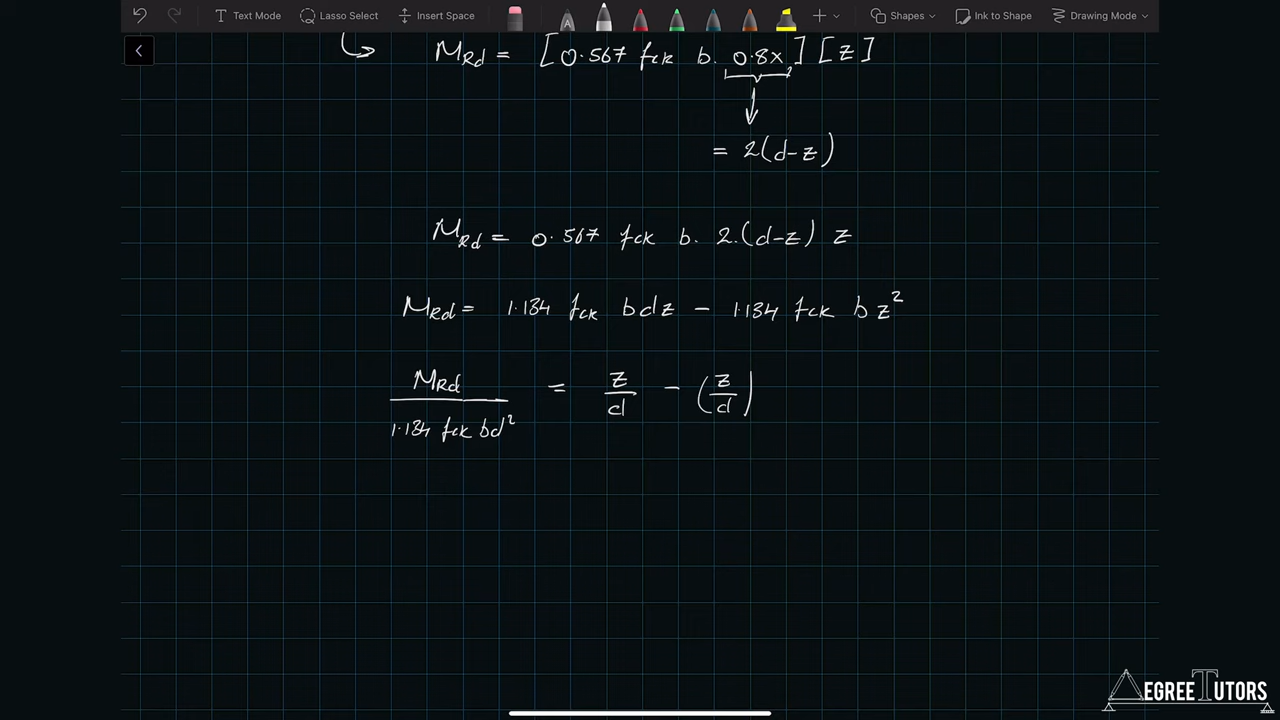 Text Mode Lasso Select Insert Space A Shapes Ink to Shape Drawing Mode
MRd = [0.567 fck b. 0.8x] [z]
= 2(d-z)
MRd = 0.567 fck b. 2.(d-z) z
MRd = 1.134 fck bdz - 1.134 fck bz²
MRd / 1.134 fck bd² = z/d - (z/d)
DEGREE TUTORS